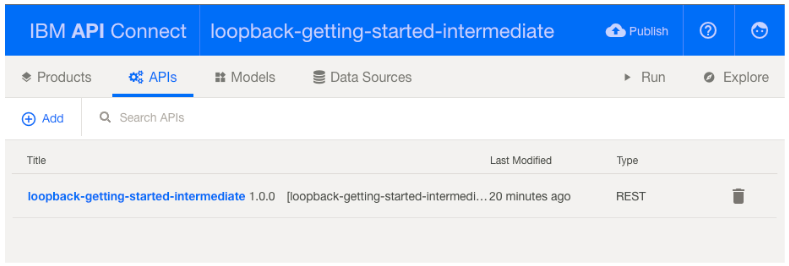 IBM API Connect loopback-getting-started-intermediate Publish
Products APIs Models Data Sources Run Explore
Add Search APIs
Title Last Modified Type
loopback-getting-started-intermediate 1.0.0 [loopback-getting-started-intermedi... 20 minutes ago REST